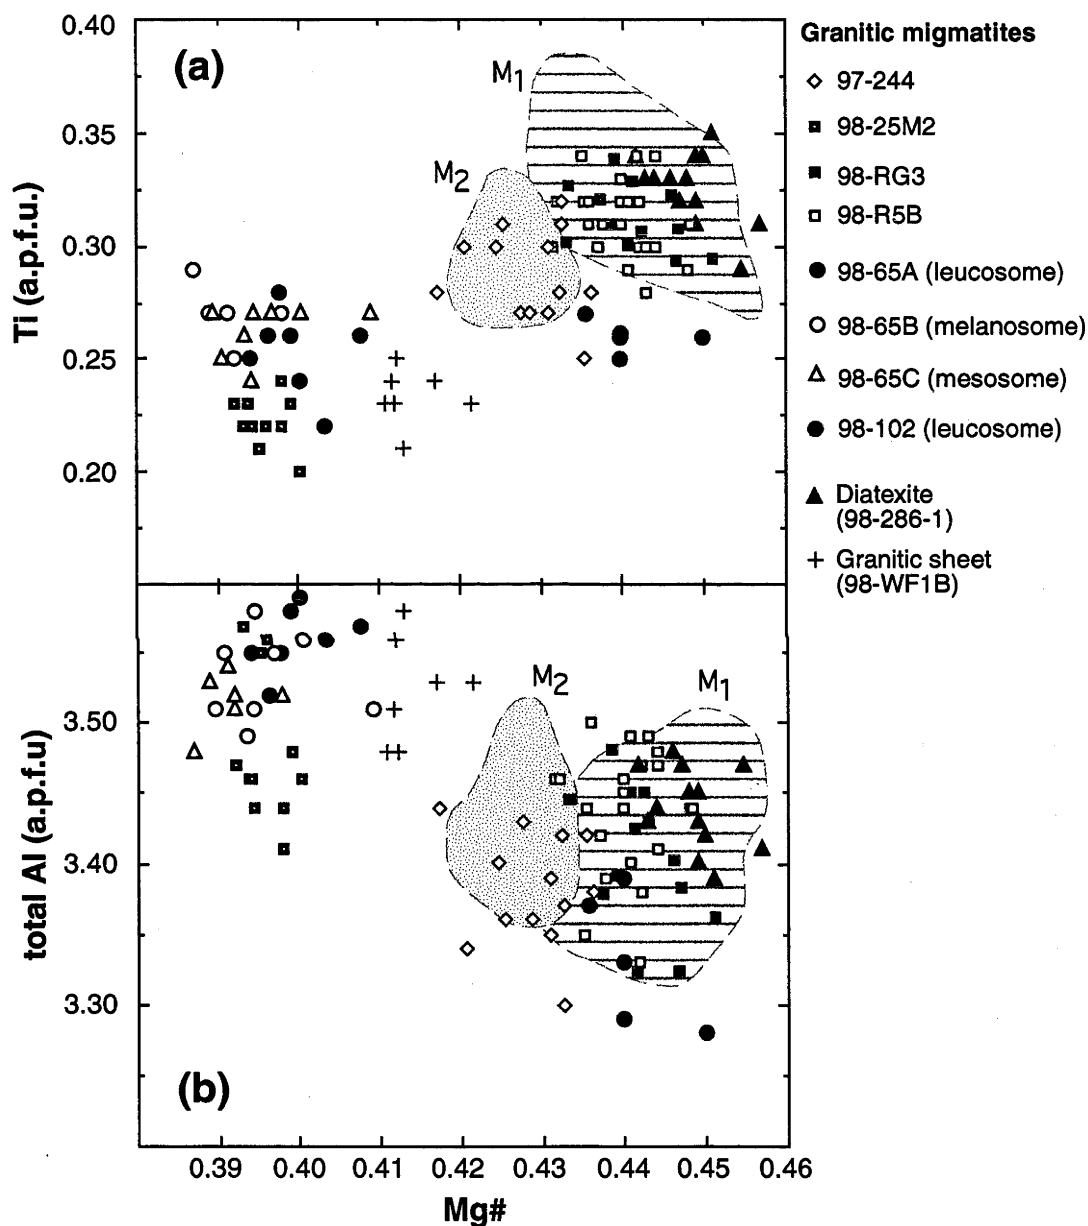 0.40
0.35
0.30
0.25
0.20
Ti (a.p.f.u.)
(a)
M1
M2
Granitic migmatites
97-244
98-25M2
98-RG3
98-R5B
98-65A (leucosome)
98-65B (melanosome)
98-65C (mesosome)
98-102 (leucosome)
Diatexite
(98-286-1)
Granitic sheet
(98-WF1B)
3.50
3.40
3.30
total Al (a.p.f.u)
M2
M1
(b)
0.39 0.40 0.41 0.42 0.43 0.44 0.45 0.46
Mg#